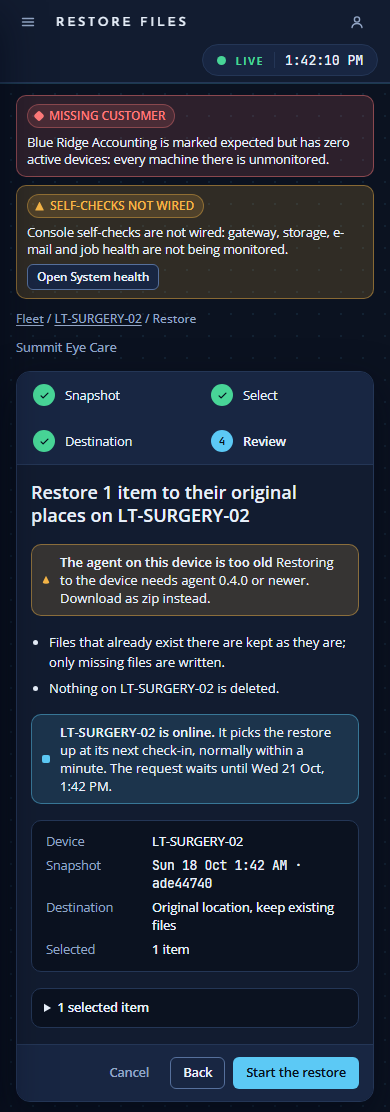 RESTORE FILES
LIVE 1:42:10 PM
MISSING CUSTOMER
Blue Ridge Accounting is marked expected but has zero
active devices: every machine there is unmonitored.
SELF-CHECKS NOT WIRED
Console self-checks are not wired: gateway, storage, e-
mail and job health are not being monitored.
Open System health
Fleet / LT-SURGERY-02 / Restore
Summit Eye Care
Snapshot
Select
Destination
4 Review
Restore 1 item to their original
places on LT-SURGERY-02
The agent on this device is too old Restoring
to the device needs agent 0.4.0 or newer.
Download as zip instead.
Files that already exist there are kept as they are;
only missing files are written.
Nothing on LT-SURGERY-02 is deleted.
LT-SURGERY-02 is online. It picks the restore
up at its next check-in, normally within a
minute. The request waits until Wed 21 Oct,
1:42 PM.
Device LT-SURGERY-02
Snapshot Sun 18 Oct 1:42 AM ·
ade44740
Destination Original location, keep existing
files
Selected 1 item
1 selected item
Cancel Back Start the restore